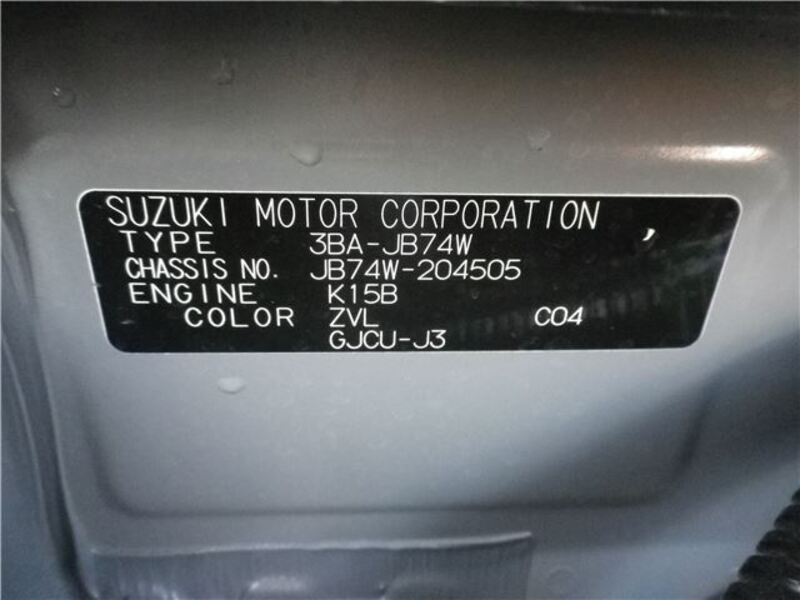 SUZUKI MOTOR CORPORATION
TYPE 3BA-JB74W
CHASSIS NO. JB74W-204505
ENGINE K15B
COLOR ZVL C04
GJCU-J3